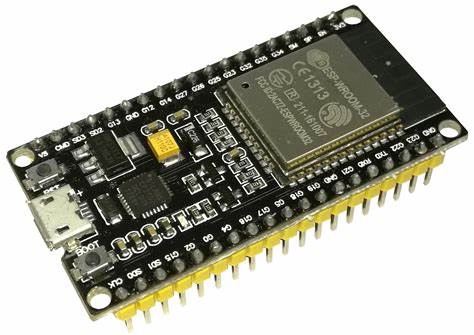 ESP-WROOM-32
CE1313
R 211-161007
FCC ID:2AC7Z-ESPWROOM32
V5 CMD SD3 SD2 G13 GND G12 G14 G27 G26 G25 G33 G32 G35 G34 SN SP EN 3V3
BOOT
CLK SD0 SD1 G15 G2 G0 G4 G16 G17 G5 G18 G19 GND G21 RXD TXD G22 G23 GND